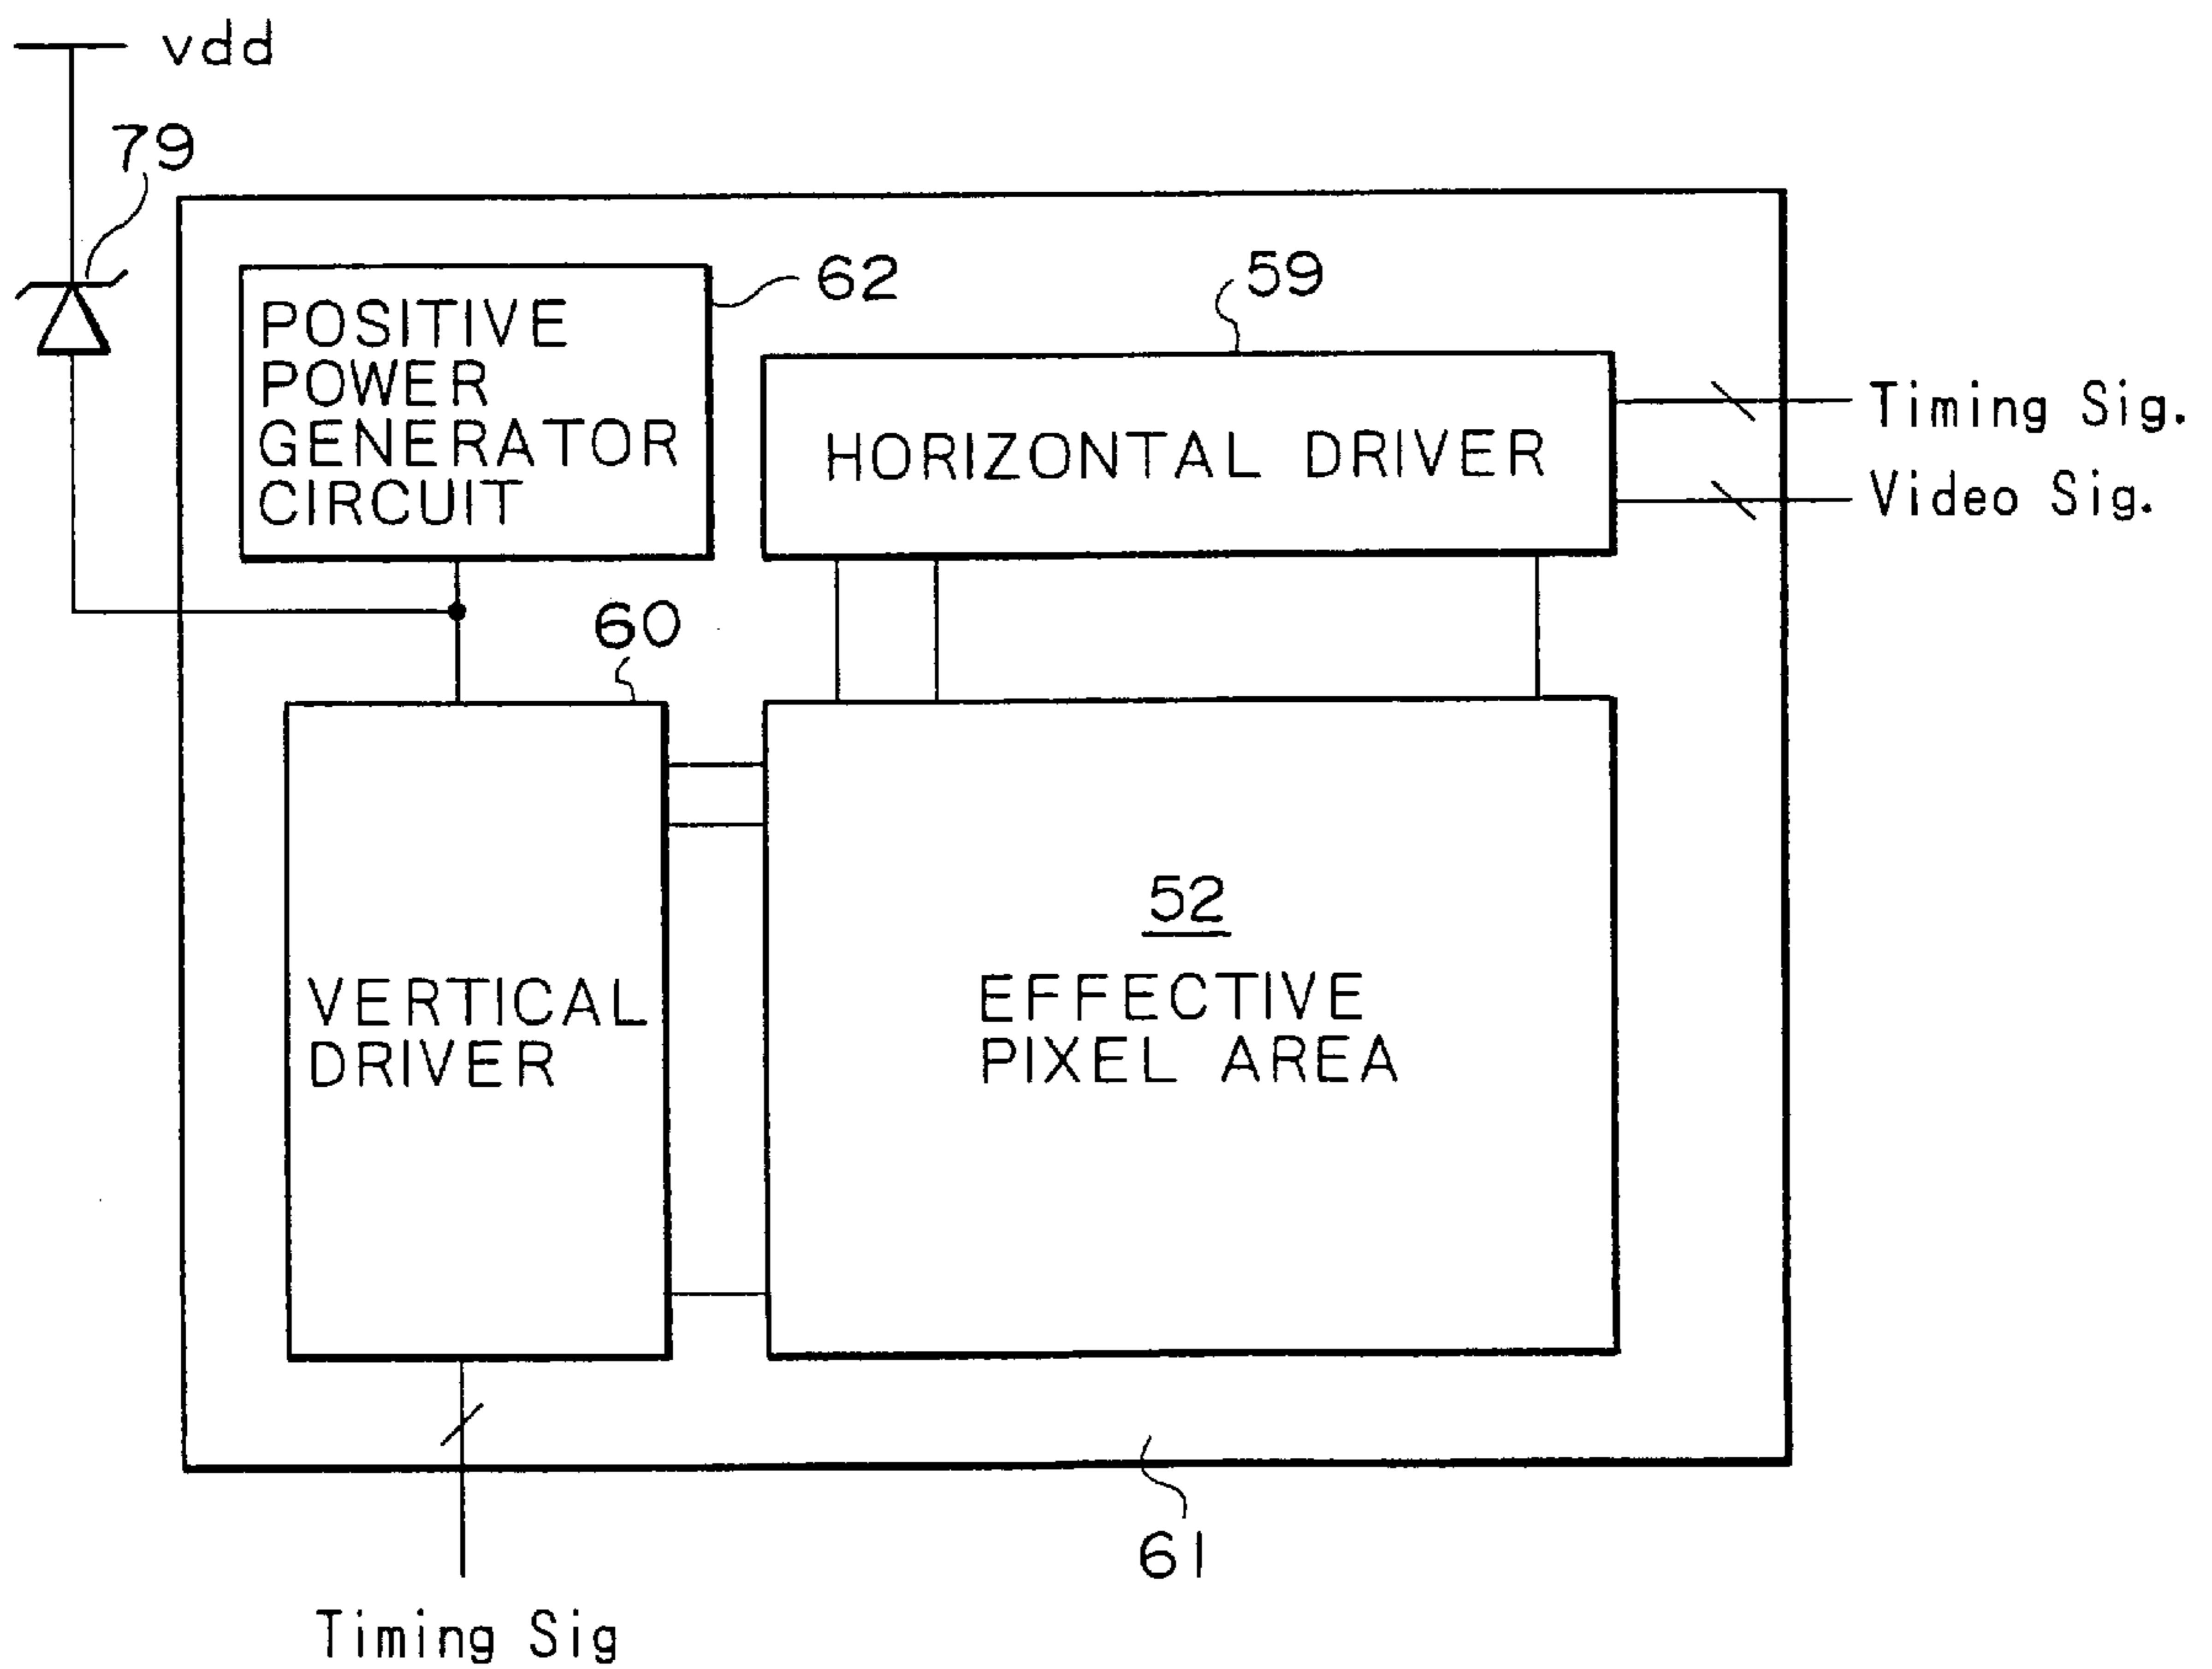 vdd
79
62
59
POSITIVE
POWER
GENERATOR
CIRCUIT
HORIZONTAL DRIVER
Timing Sig.
Video Sig.
60
52
EFFECTIVE
PIXEL AREA
VERTICAL
DRIVER
61
Timing Sig